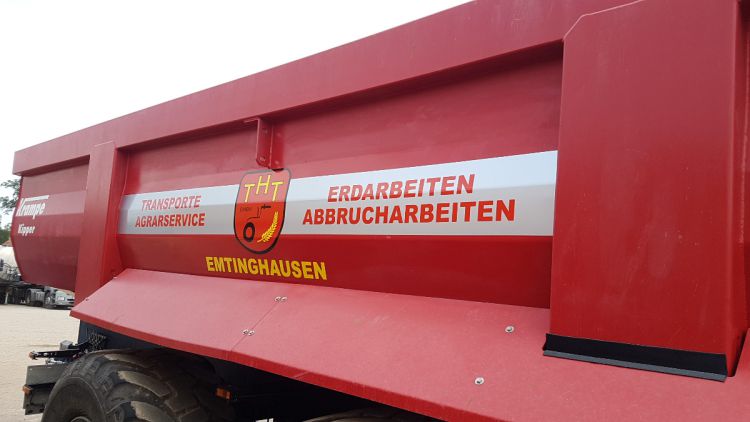 Krampe
Kipper
TRANSPORTE
AGRARSERVICE
THT
ERDARBEITEN
ABBRUCHARBEITEN
EMTINGHAUSEN